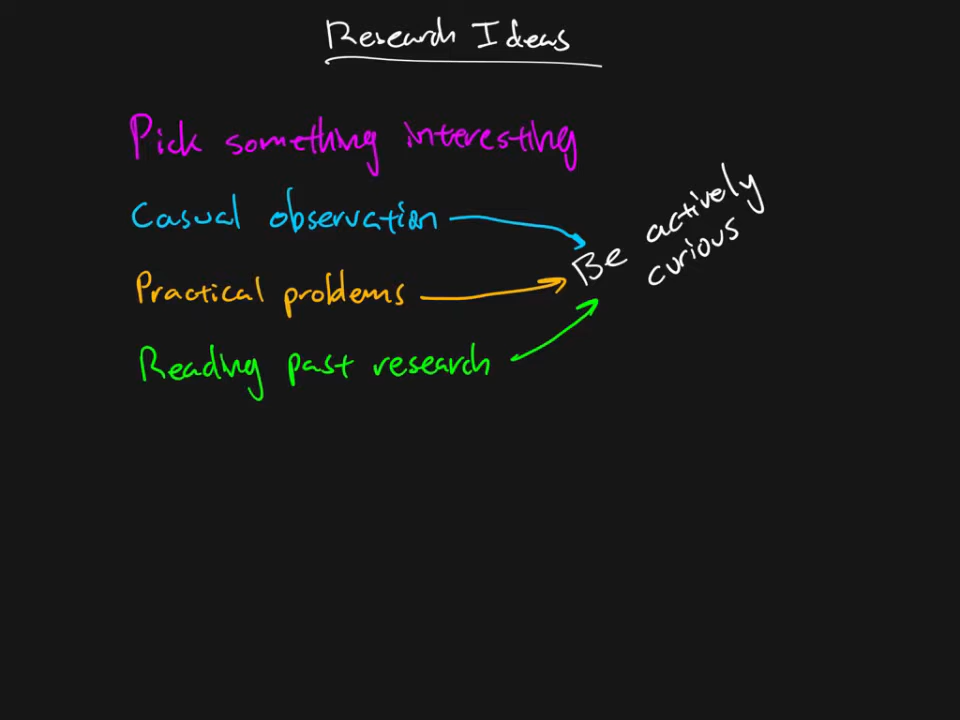 Research Ideas
Pick something interesting
Casual observation
Practical problems
Reading past research
Be actively
curious